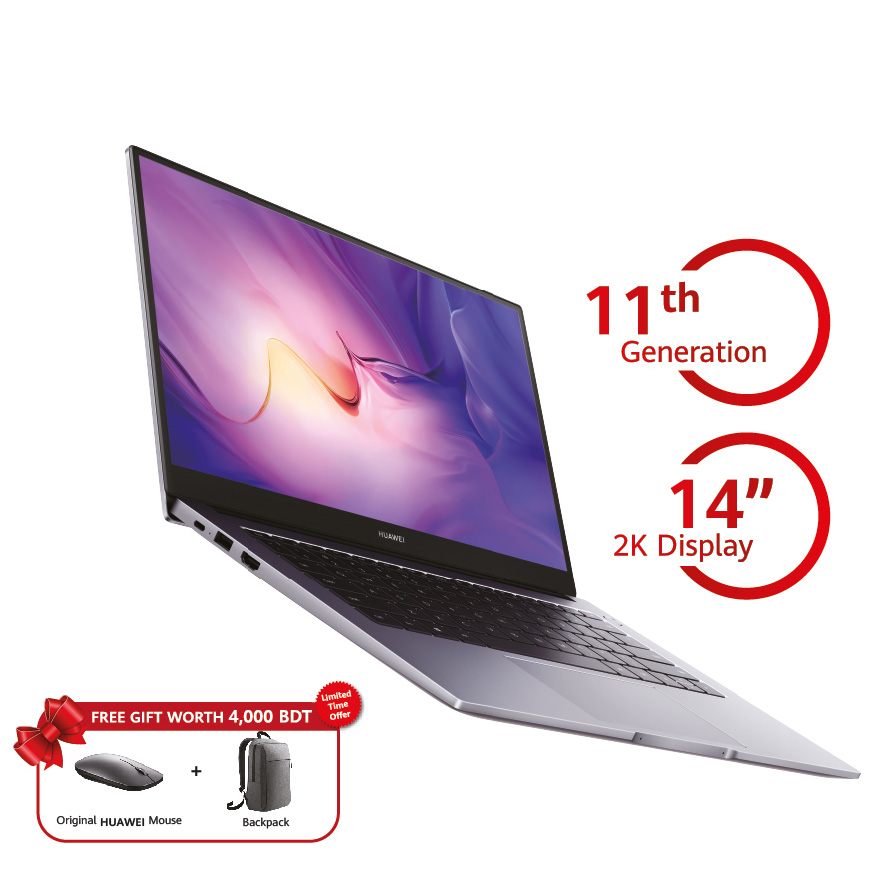 11th
Generation
14”
2K Display
HUAWEI
FREE GIFT WORTH 4,000 BDT
Limited
Time
Offer
+
Original HUAWEI Mouse
Backpack